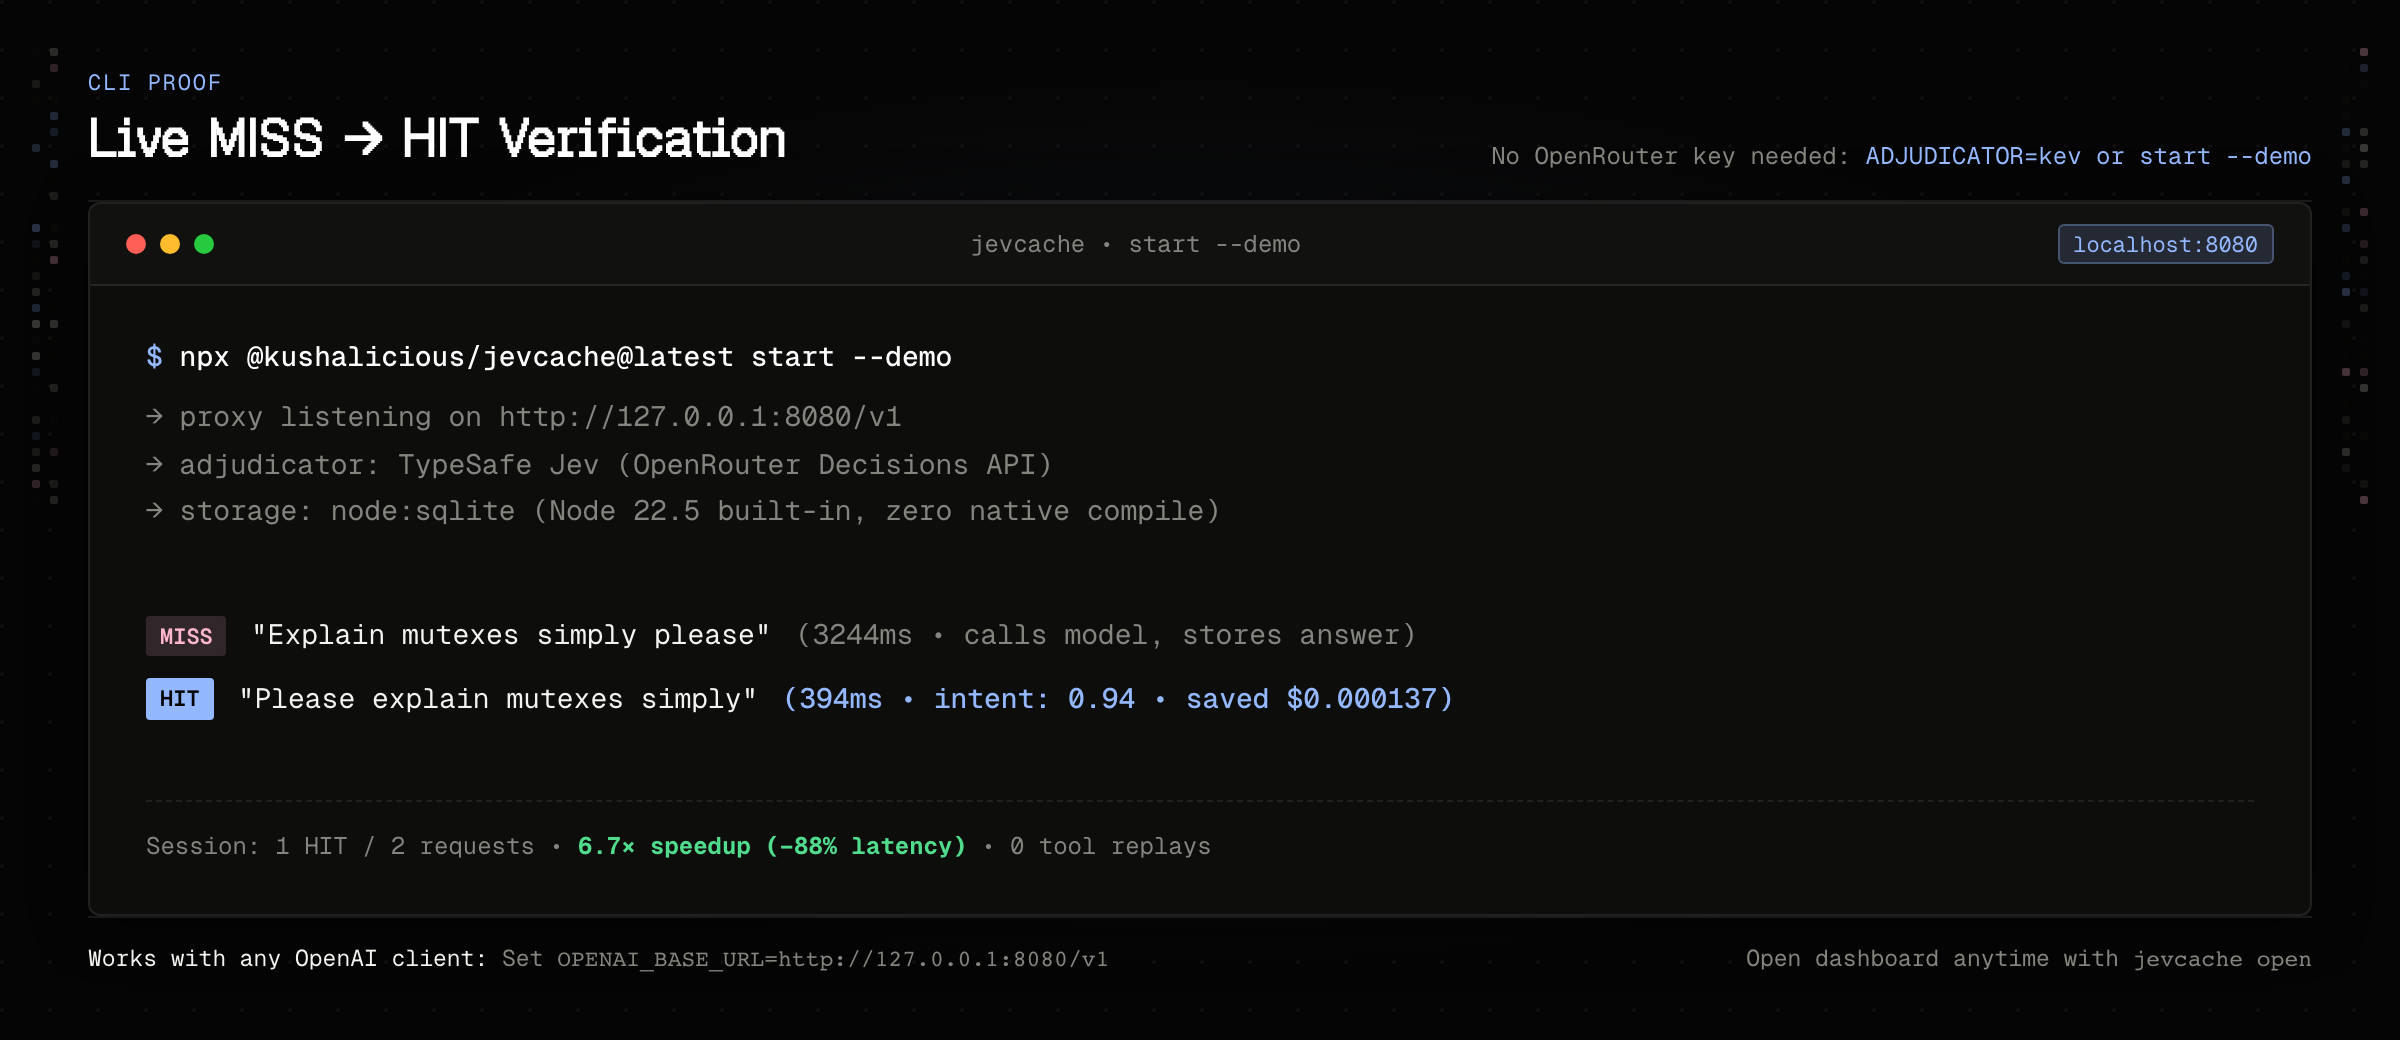 CLI PROOF
Live MISS → HIT Verification
No OpenRouter key needed: ADJUDICATOR=kev or start --demo
jevcache • start --demo
localhost:8080
$ npx @kushalicious/jevcache@latest start --demo
→ proxy listening on http://127.0.0.1:8080/v1
→ adjudicator: TypeSafe Jev (OpenRouter Decisions API)
→ storage: node:sqlite (Node 22.5 built-in, zero native compile)
MISS "Explain mutexes simply please" (3244ms • calls model, stores answer)
HIT "Please explain mutexes simply" (394ms • intent: 0.94 • saved $0.000137)
Session: 1 HIT / 2 requests • 6.7× speedup (-88% latency) • 0 tool replays
Works with any OpenAI client: Set OPENAI_BASE_URL=http://127.0.0.1:8080/v1
Open dashboard anytime with jevcache open